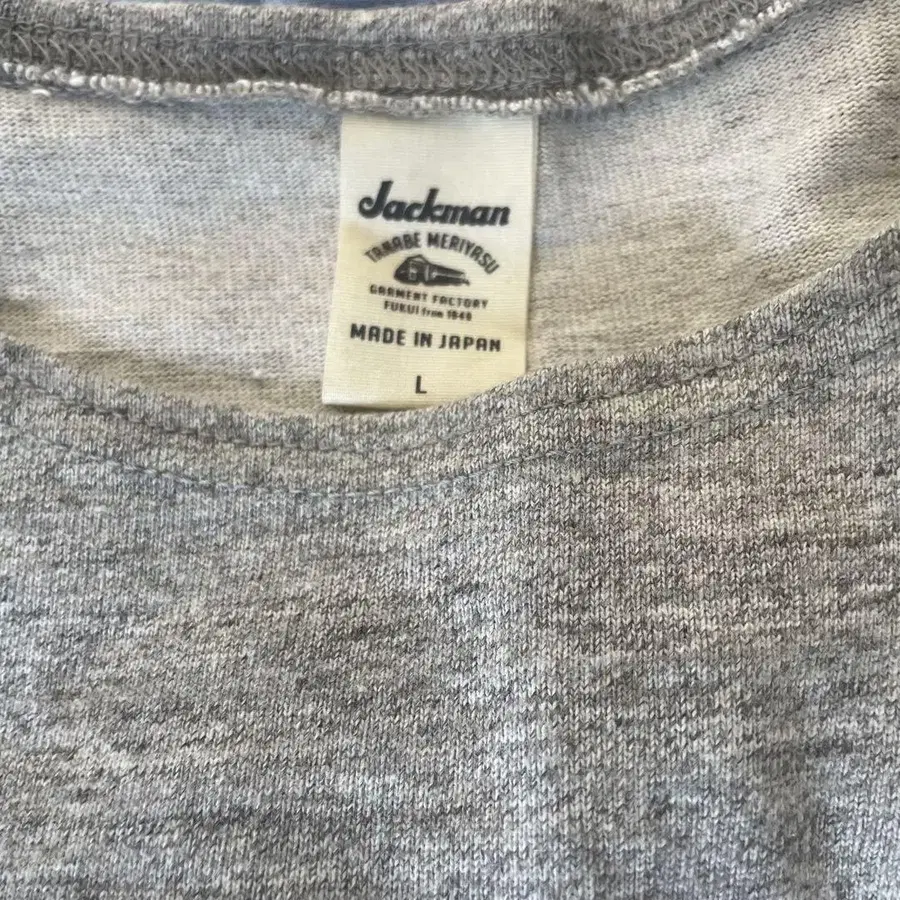 Jackman
TANABE MERIYASU
GARMENT FACTORY
FUKUI from 1949
MADE IN JAPAN
L